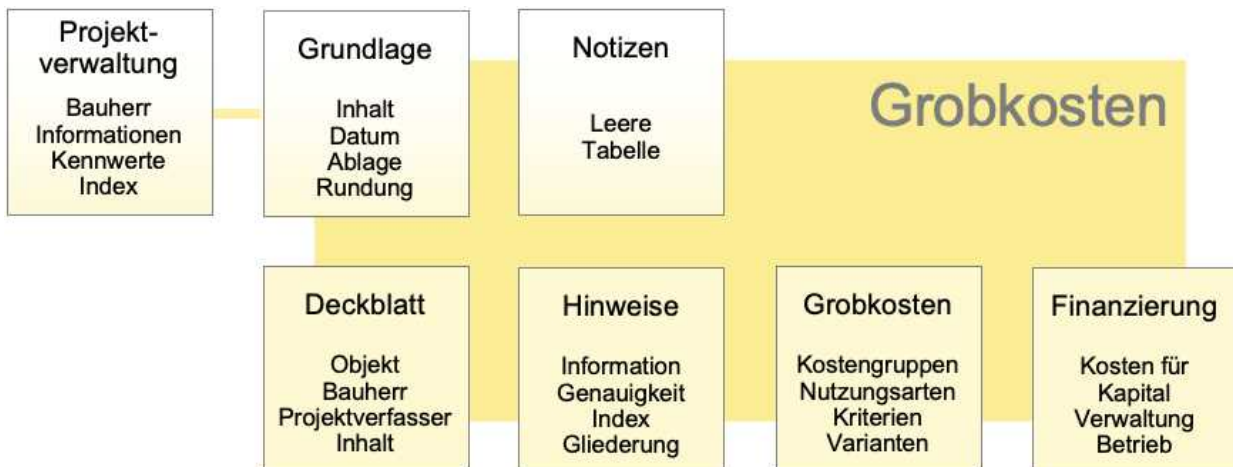 Projekt-
verwaltung
Bauherr
Informationen
Kennwerte
Index
Grundlage
Inhalt
Datum
Ablage
Rundung
Notizen
Leere
Tabelle
Grobkosten
Deckblatt
Objekt
Bauherr
Projektverfasser
Inhalt
Hinweise
Information
Genauigkeit
Index
Gliederung
Grobkosten
Kostengruppen
Nutzungsarten
Kriterien
Varianten
Finanzierung
Kosten für
Kapital
Verwaltung
Betrieb